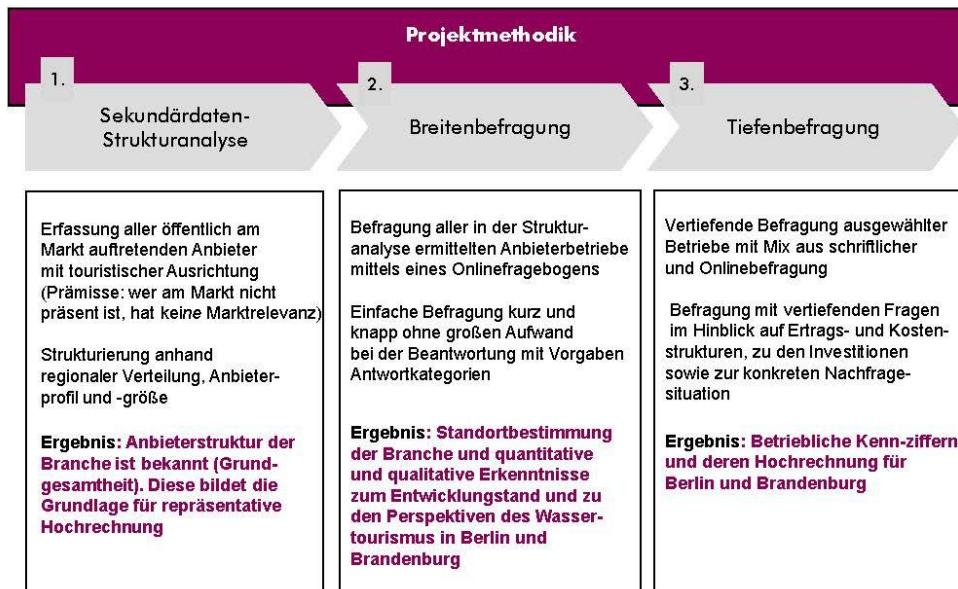 Projektmethodik
1.
Sekundärdaten-
Strukturanalyse
2.
Breitenbefragung
3.
Tiefenbefragung
Erfassung aller öffentlich am
Markt auftretenden Anbieter
mit touristischer Ausrichtung
(Prämisse: wer am Markt nicht
präsent ist, hat keine Marktrelevanz)
Strukturierung anhand
regionaler Verteilung, Anbieter-
profil und -größe
Ergebnis: Anbieterstruktur der
Branche ist bekannt (Grund-
gesamtheit). Diese bildet die
Grundlage für repräsentative
Hochrechnung
Befragung aller in der Struktur-
analyse ermittelten Anbieterbetriebe
mittels eines Onlinefragebogens
Einfache Befragung kurz und
knapp ohne großen Aufwand
bei der Beantwortung mit Vorgaben
Antwortkategorien
Ergebnis: Standortbestimmung
der Branche und quantitative
und qualitative Erkenntnisse
zum Entwicklungstand und zu
den Perspektiven des Wasser-
tourismus in Berlin und
Brandenburg
Vertiefende Befragung ausgewählter
Betriebe mit Mix aus schriftlicher
und Onlinebefragung
Befragung mit vertiefenden Fragen
im Hinblick auf Ertrags- und Kosten-
strukturen, zu den Investitionen
sowie zur konkreten Nachfrage-
situation
Ergebnis: Betriebliche Kenn-ziffern
und deren Hochrechnung für
Berlin und Brandenburg